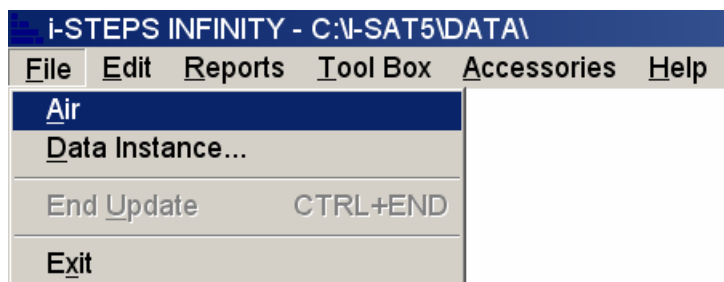 i-STEPS INFINITY - C:\I-SAT5\DATA\
File Edit Reports Tool Box Accessories Help
Air
Data Instance...
End Update CTRL+END
Exit